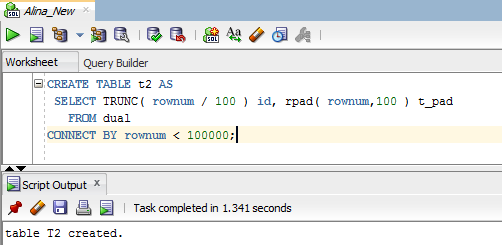 Alina_New
SQL
Worksheet Query Builder
CREATE TABLE t2 AS
SELECT TRUNC( rownum / 100 ) id, rpad( rownum,100 ) t_pad
FROM dual
CONNECT BY rownum < 100000;
Script Output x
Task completed in 1.341 seconds
table T2 created.